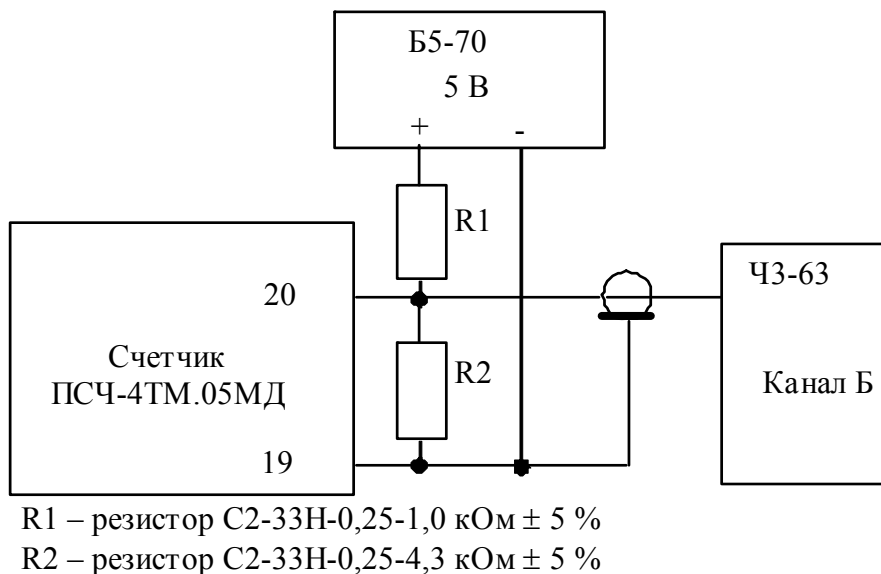 Б5-70
5 В
+ -
R1
20
ЧЗ-63
Счетчик
ПСЧ-4ТМ.05МД
R2
Канал Б
19
R1 – резистор С2-33Н-0,25-1,0 кОм ± 5 %
R2 – резистор С2-33Н-0,25-4,3 кОм ± 5 %